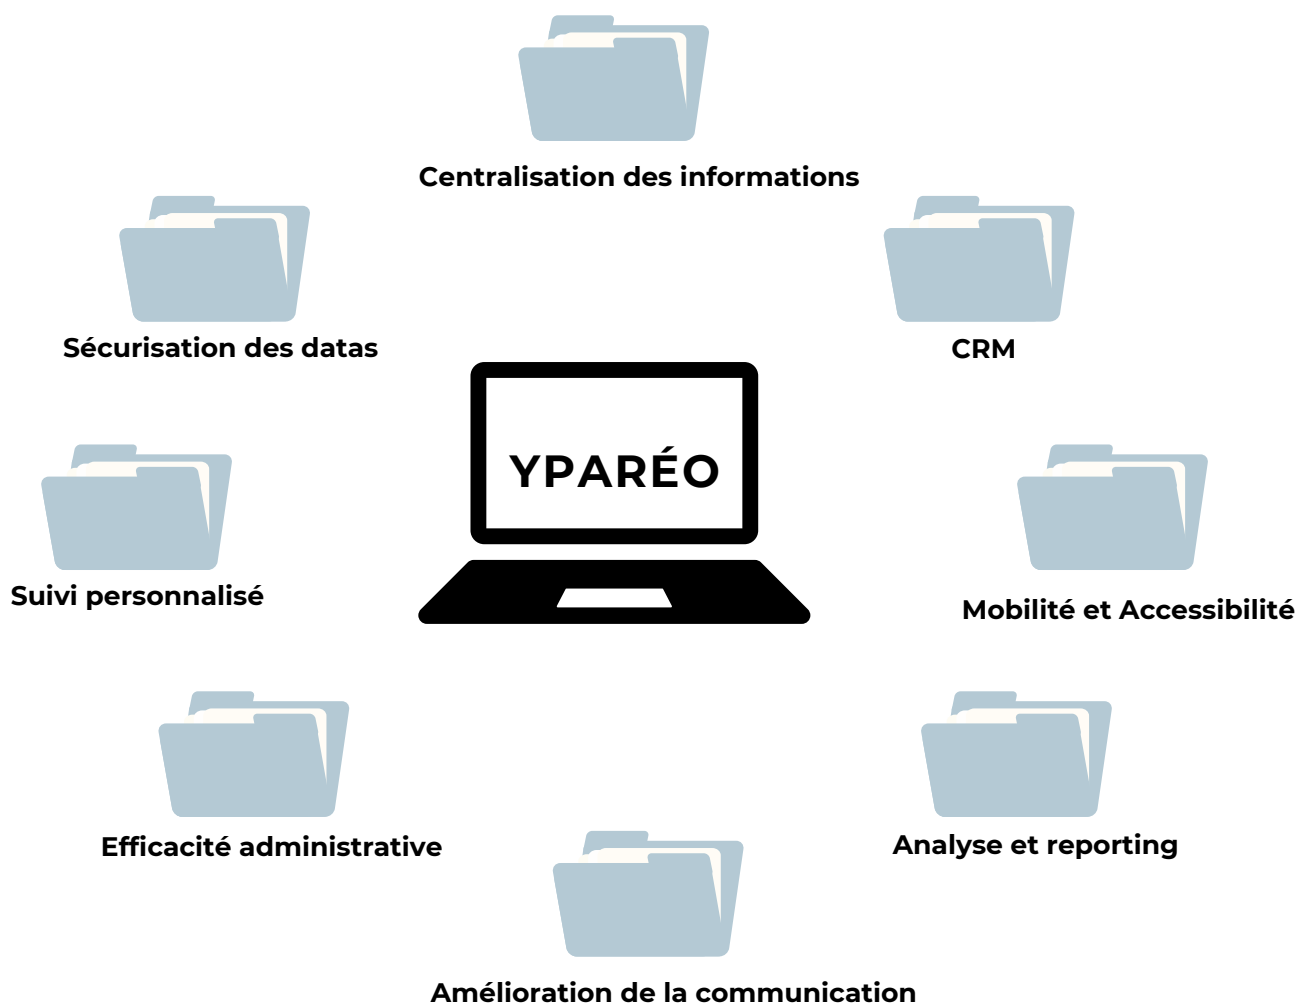 Centralisation des informations
Sécurisation des datas
CRM
YPARÉO
Suivi personnalisé
Mobilité et Accessibilité
Efficacité administrative
Analyse et reporting
Amélioration de la communication